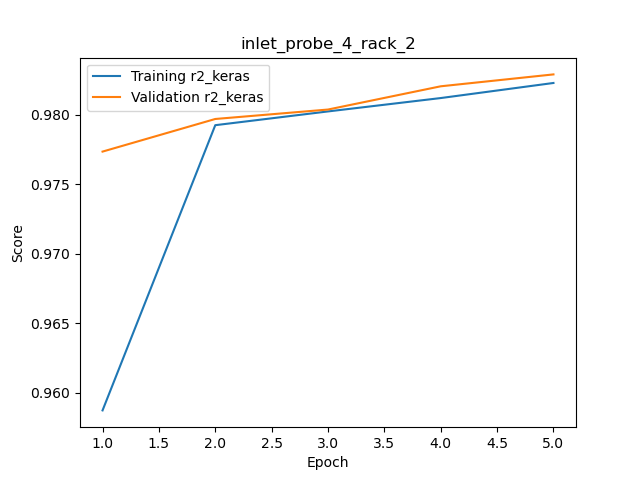 inlet_probe_4_rack_2
Training r2_keras
Validation r2_keras
0.980
0.975
0.970
0.965
0.960
Score
1.0 1.5 2.0 2.5 3.0 3.5 4.0 4.5 5.0
Epoch